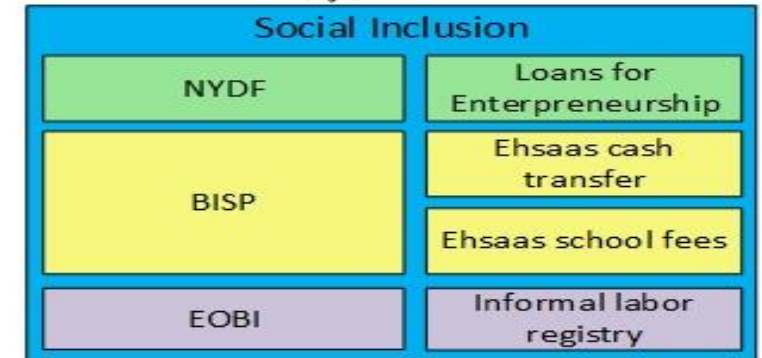 Social Inclusion
NYDF
Loans for
Enterpreneurship
BISP
Ehsaas cash
transfer
Ehsaas school fees
EOBI
Informal labor
registry